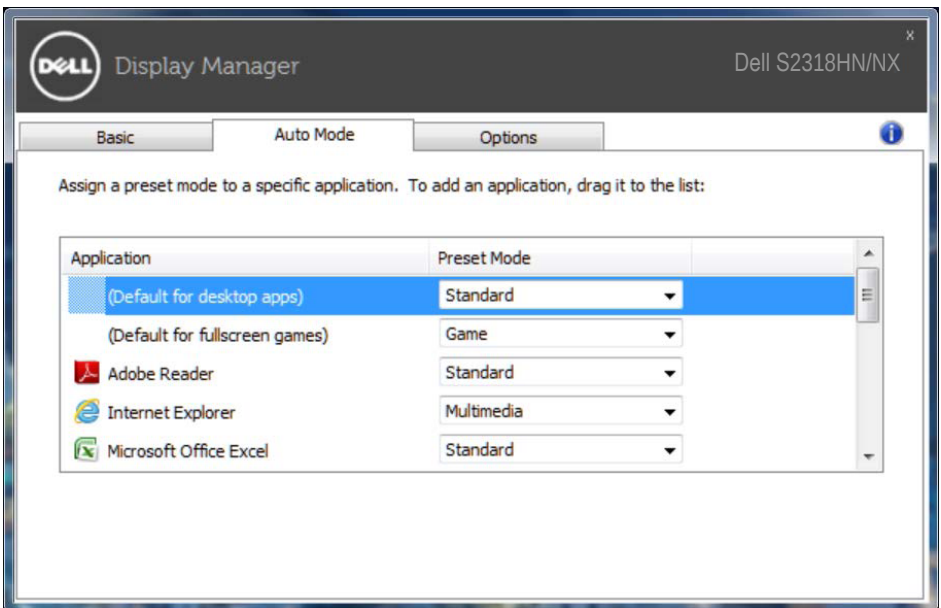 x
DELL Display Manager Dell S2318HN/NX
Basic Auto Mode Options i
Assign a preset mode to a specific application. To add an application, drag it to the list:
Application Preset Mode
(Default for desktop apps) Standard
(Default for fullscreen games) Game
Adobe Reader Standard
Internet Explorer Multimedia
Microsoft Office Excel Standard